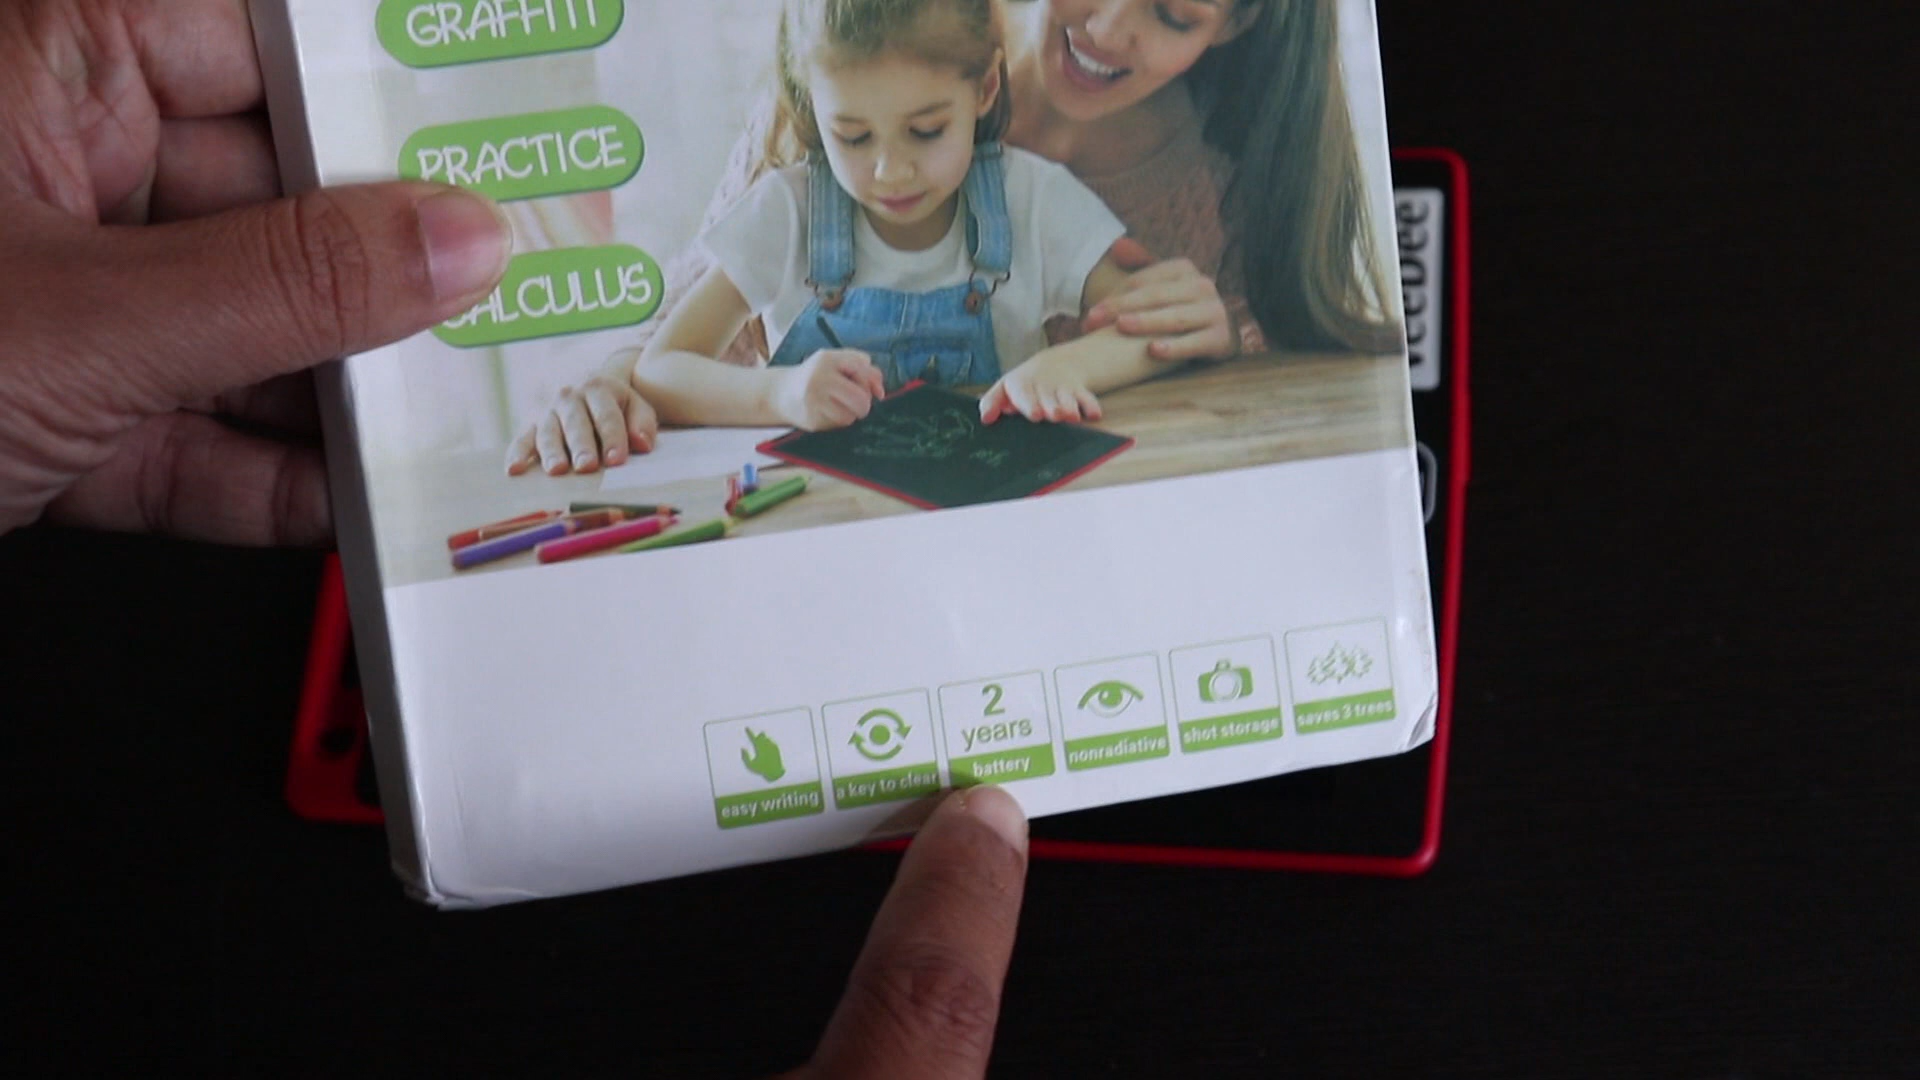 GRAFFITI
PRACTICE
CALCULUS
easy writing
a key to clear
2
years
battery
nonradiative
shot storage
saves 3 trees